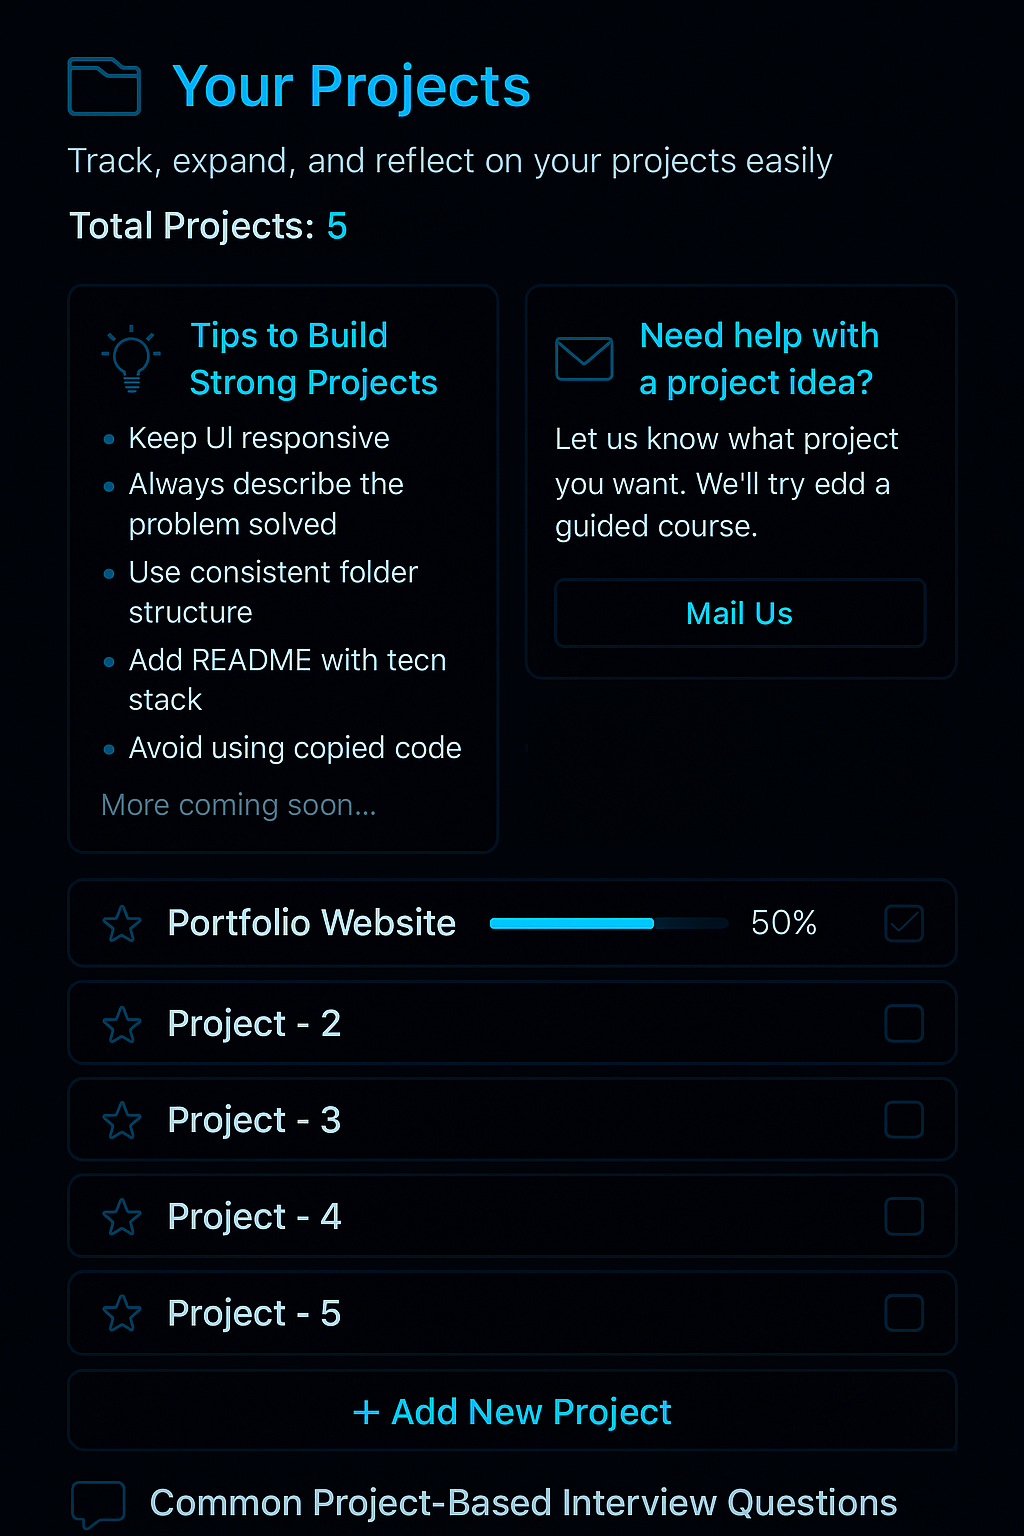 Your Projects
Track, expand, and reflect on your projects easily
Total Projects: 5
Tips to Build
Strong Projects
• Keep UI responsive
• Always describe the
problem solved
• Use consistent folder
structure
• Add README with tecn
stack
• Avoid using copied code
More coming soon...
Need help with
a project idea?
Let us know what project
you want. We'll try edd a
guided course.
Mail Us
Portfolio Website 50%
Project - 2
Project - 3
Project - 4
Project - 5
+ Add New Project
Common Project-Based Interview Questions